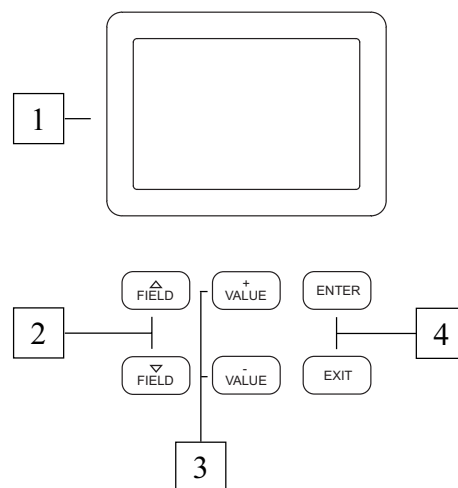 1
△ FIELD
+ VALUE
ENTER
2
4
▽ FIELD
- VALUE
EXIT
3